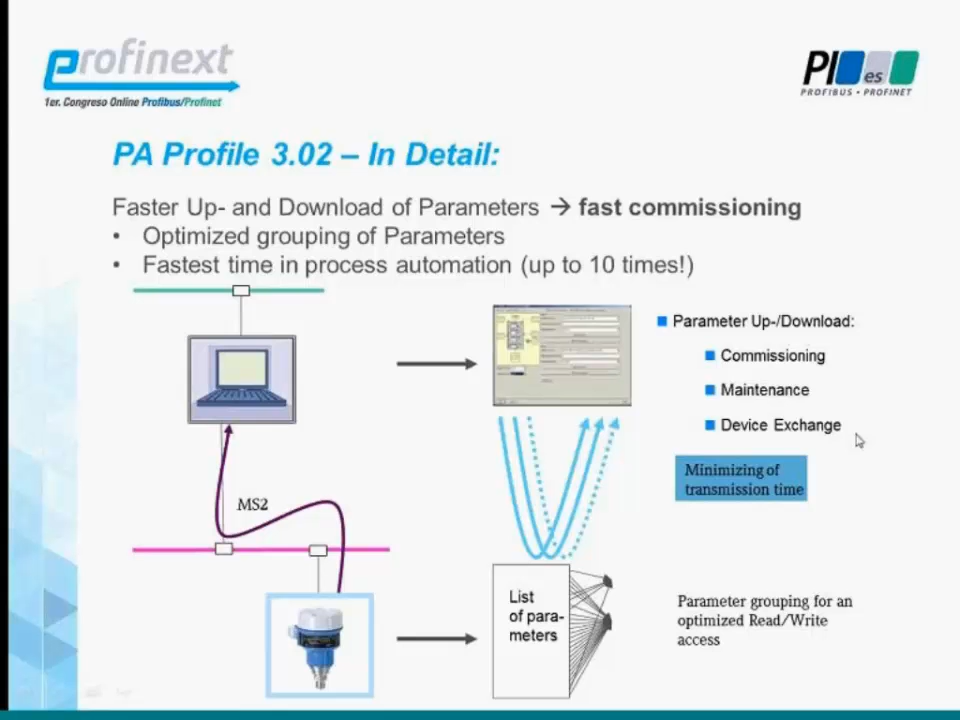 profinext
1er. Congreso Online Profibus/Profinet
PI es
PROFIBUS • PROFINET
PA Profile 3.02 – In Detail:
Faster Up- and Download of Parameters → fast commissioning
• Optimized grouping of Parameters
• Fastest time in process automation (up to 10 times!)
Parameter Up-/Download:
Commissioning
Maintenance
Device Exchange
Minimizing of
transmission time
MS2
List
of para-
meters
Parameter grouping for an
optimized Read/Write
access